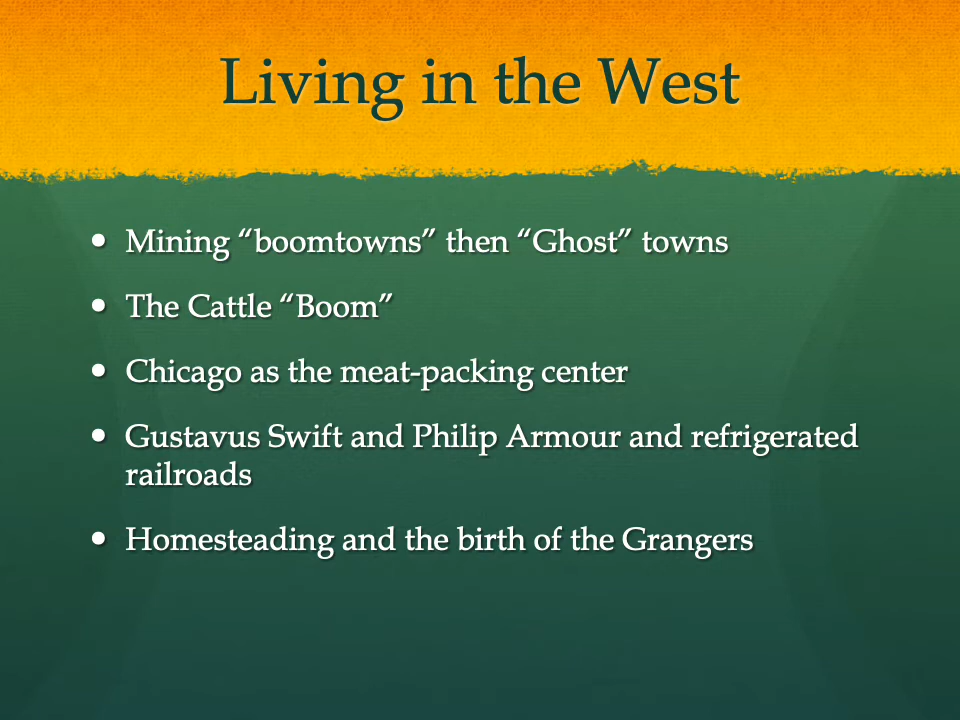 Living in the West
• Mining “boomtowns” then “Ghost” towns
• The Cattle “Boom”
• Chicago as the meat-packing center
• Gustavus Swift and Philip Armour and refrigerated
railroads
• Homesteading and the birth of the Grangers